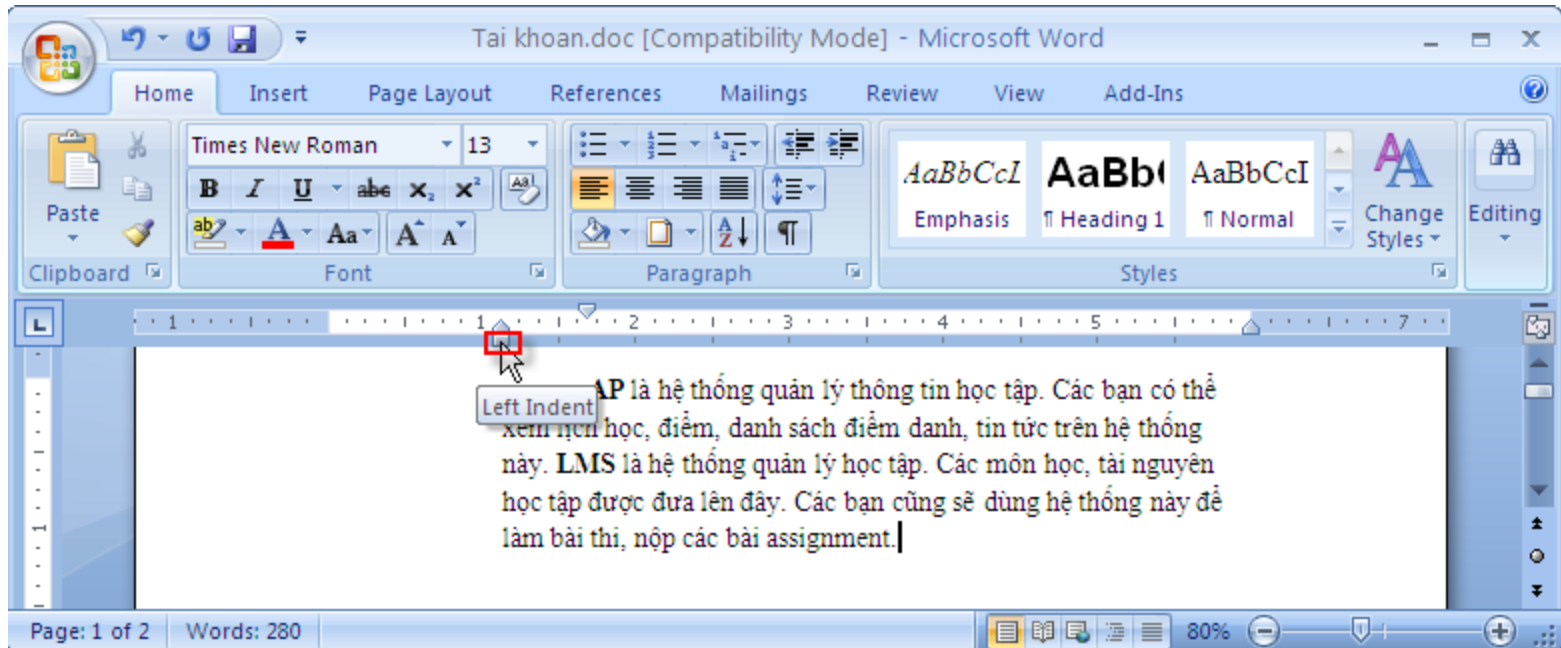 Tai khoan.doc [Compatibility Mode] - Microsoft Word
Home Insert Page Layout References Mailings Review View Add-Ins
Times New Roman 13
B I U abc X₂ X² Aa A A
Paste
AaBbCcI AaBb( AaBbCcI
Emphasis ¶ Heading 1 ¶ Normal
Change Styles
Editing
Clipboard Font Paragraph Styles
L 1 1 2 3 4 5 7
Left Indent
AP là hệ thống quản lý thông tin học tập. Các bạn có thể
xem lịch học, điểm, danh sách điểm danh, tin tức trên hệ thống
này. LMS là hệ thống quản lý học tập. Các môn học, tài nguyên
học tập được đưa lên đây. Các bạn cũng sẽ dùng hệ thống này để
làm bài thi, nộp các bài assignment.
1
Page: 1 of 2 Words: 280 80%